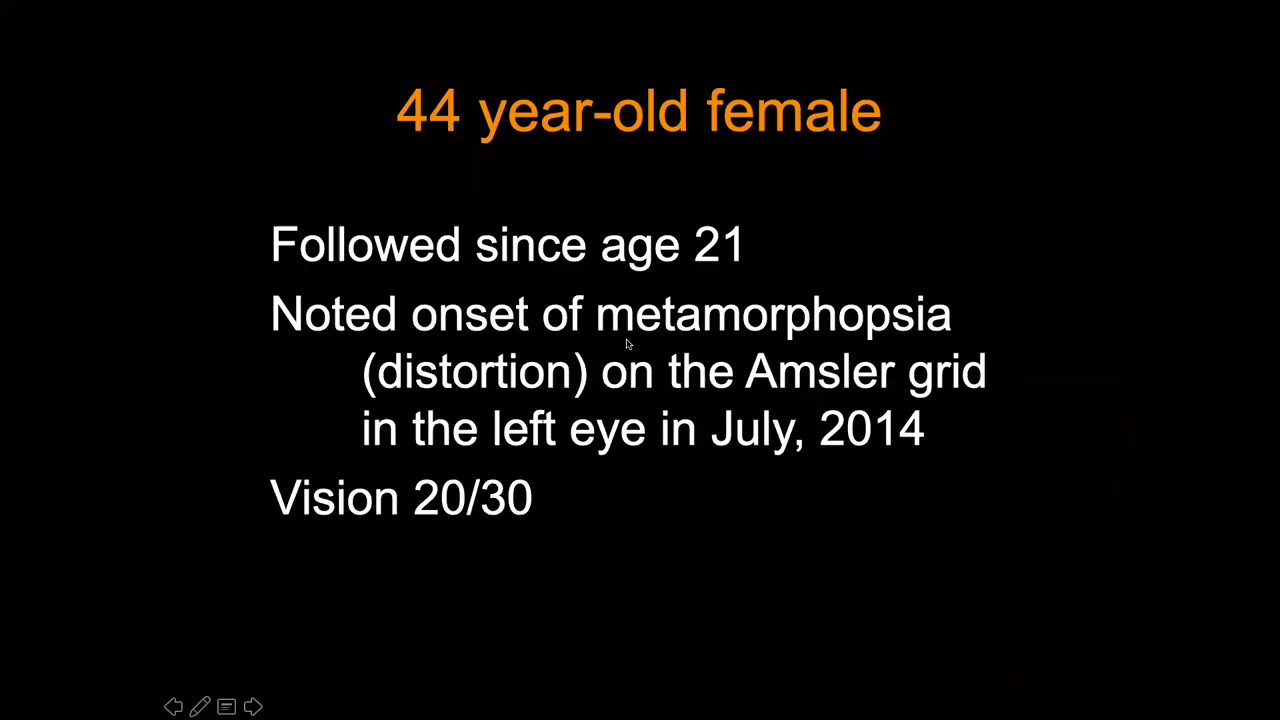 44 year-old female
Followed since age 21
Noted onset of metamorphopsia
(distortion) on the Amsler grid
in the left eye in July, 2014
Vision 20/30